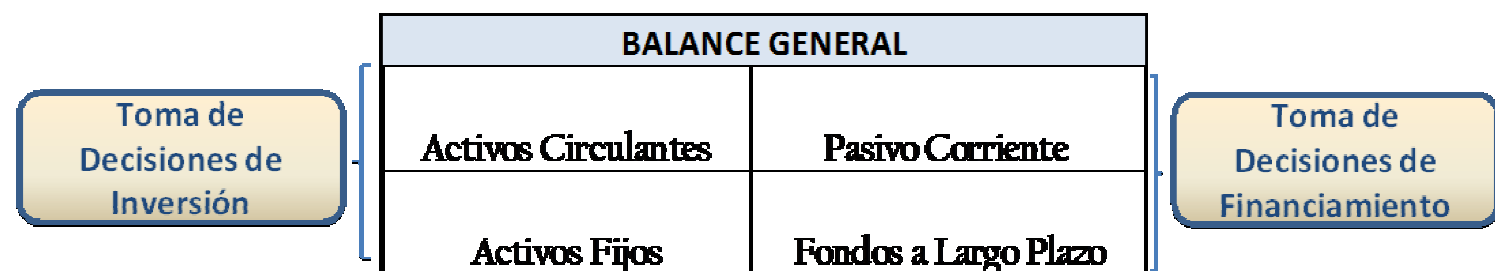 BALANCE GENERAL
Toma de
Decisiones de
Inversión
Activos Circulantes
Pasivo Corriente
Activos Fijos
Fondos a Largo Plazo
Toma de
Decisiones de
Financiamiento